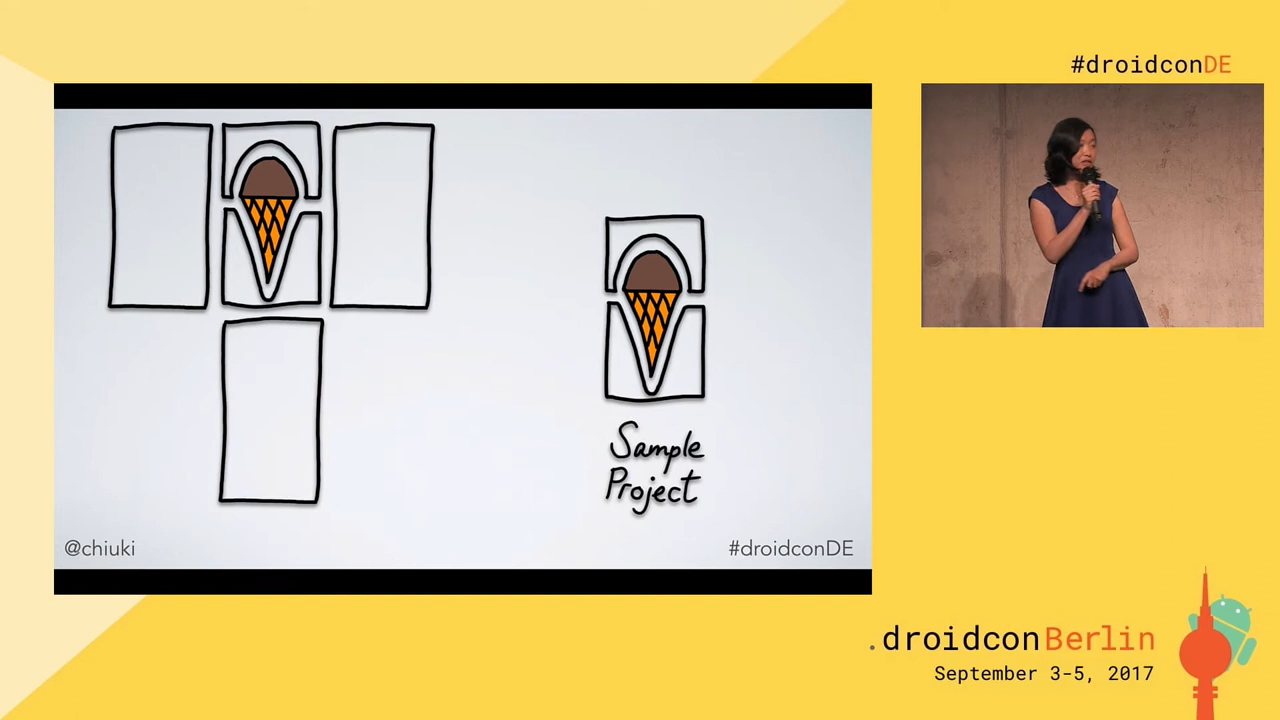 #droidconDE
Sample
Project
@chiuki
#droidconDE
.droidconBerlin
September 3-5, 2017